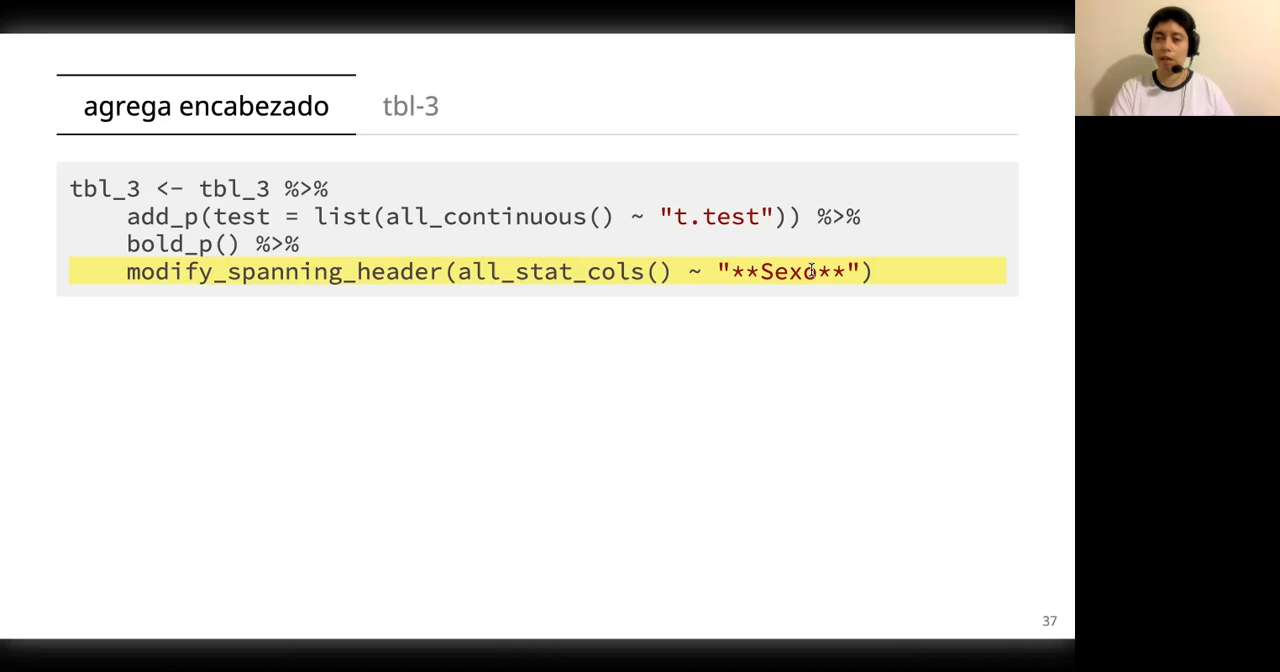 agrega encabezado
tbl-3
tbl_3 <- tbl_3 %>%
    add_p(test = list(all_continuous() ~ "t.test")) %>%
    bold_p() %>%
    modify_spanning_header(all_stat_cols() ~ "**Sexo**")
37